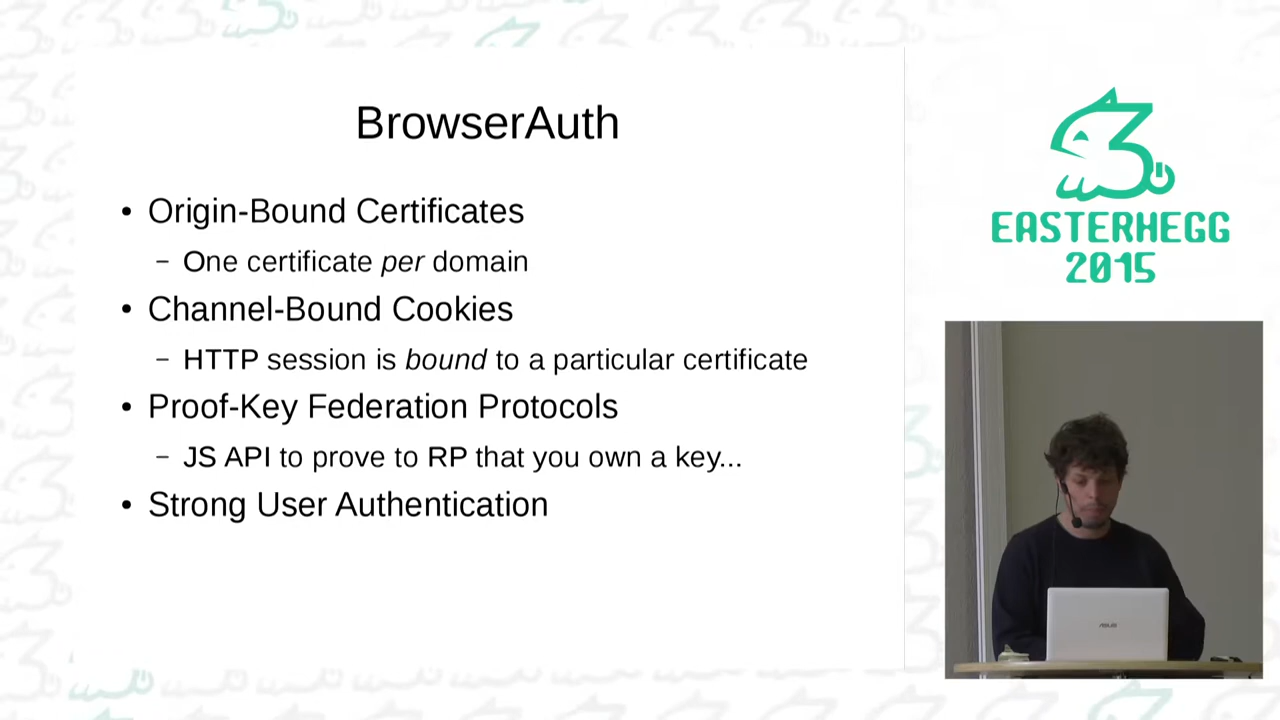 BrowserAuth
• Origin-Bound Certificates
– One certificate per domain
• Channel-Bound Cookies
– HTTP session is bound to a particular certificate
• Proof-Key Federation Protocols
– JS API to prove to RP that you own a key...
• Strong User Authentication
EASTERHEGG
2015
ASUS